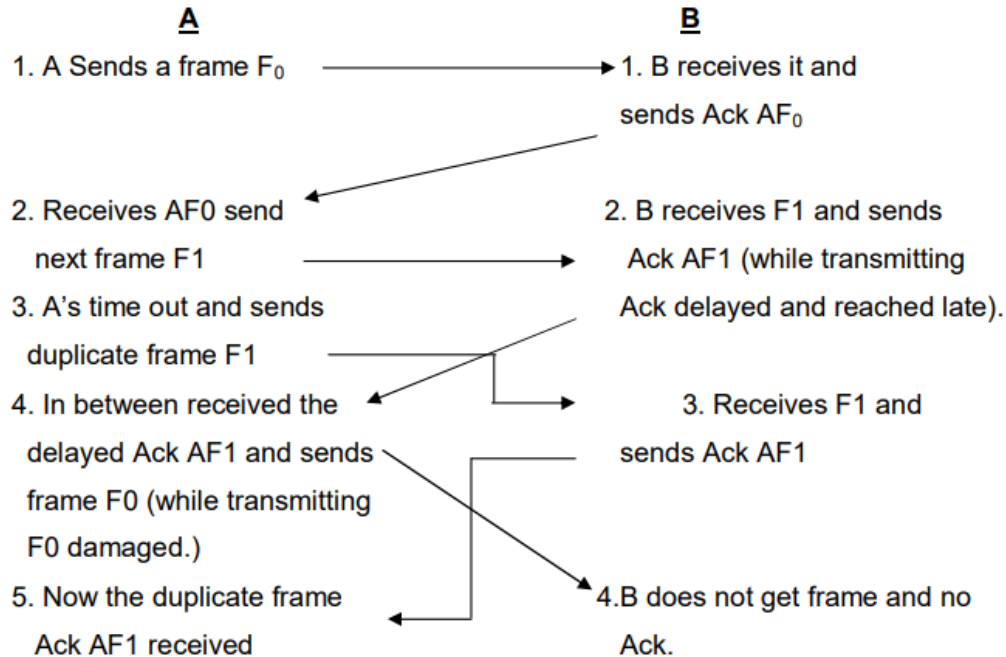 A
1. A Sends a frame F₀
2. Receives AF0 send
next frame F1
3. A’s time out and sends
duplicate frame F1
4. In between received the
delayed Ack AF1 and sends
frame F0 (while transmitting
F0 damaged.)
5. Now the duplicate frame
Ack AF1 received
B
1. B receives it and
sends Ack AF₀
2. B receives F1 and sends
Ack AF1 (while transmitting
Ack delayed and reached late).
3. Receives F1 and
sends Ack AF1
4.B does not get frame and no
Ack.